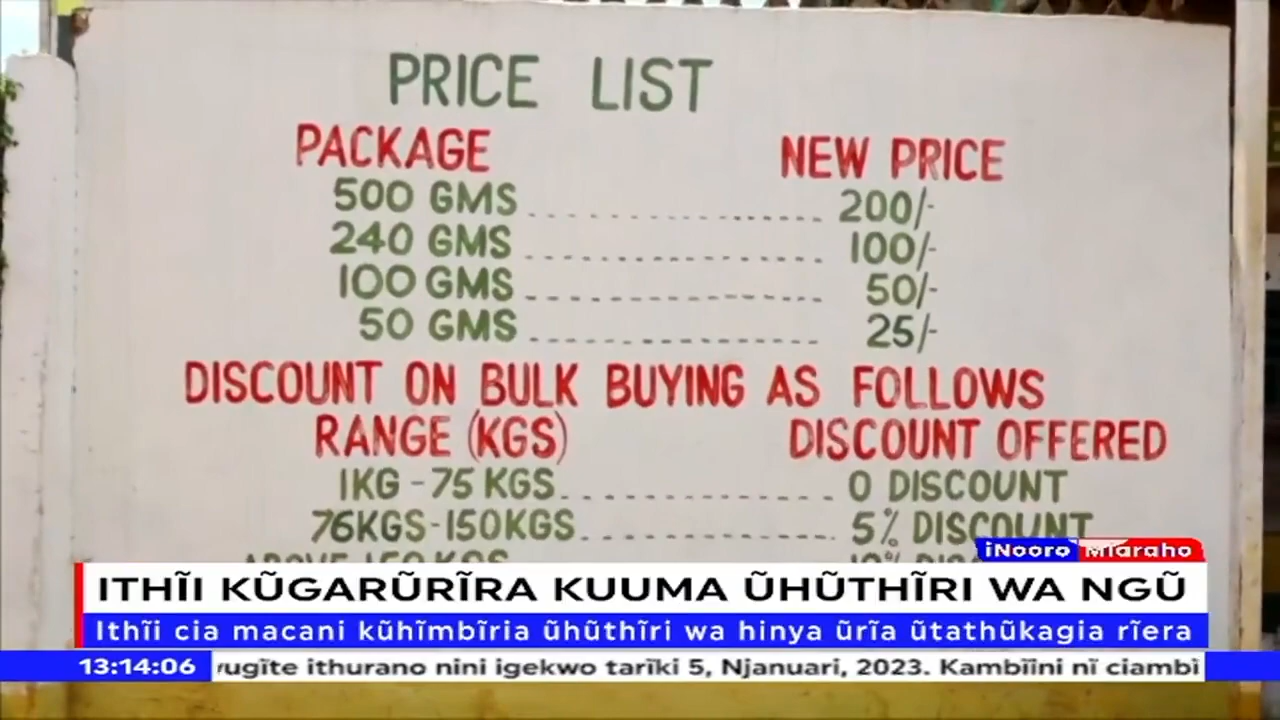 PRICE LIST
PACKAGE NEW PRICE
500 GMS 200/-
240 GMS 100/-
100 GMS 50/-
50 GMS 25/-
DISCOUNT ON BULK BUYING AS FOLLOWS
RANGE (KGS) DISCOUNT OFFERED
1KG - 75 KGS 0 DISCOUNT
76KGS-150KGS 5% DISCOUNT
iNooro Mĩaraho
ITHĨI KŨGARŨRĨRA KUUMA ŨHŨTHĨRI WA NGŨ
Ithĩi cia macani kũhĩmbĩria ũhũthĩri wa hinya ũrĩa ũtathũkagia rĩera
13:14:06 ithurano nini igekwo tarĩki 5, Njanuari, 2023. Kambĩini nĩ ciambĩ